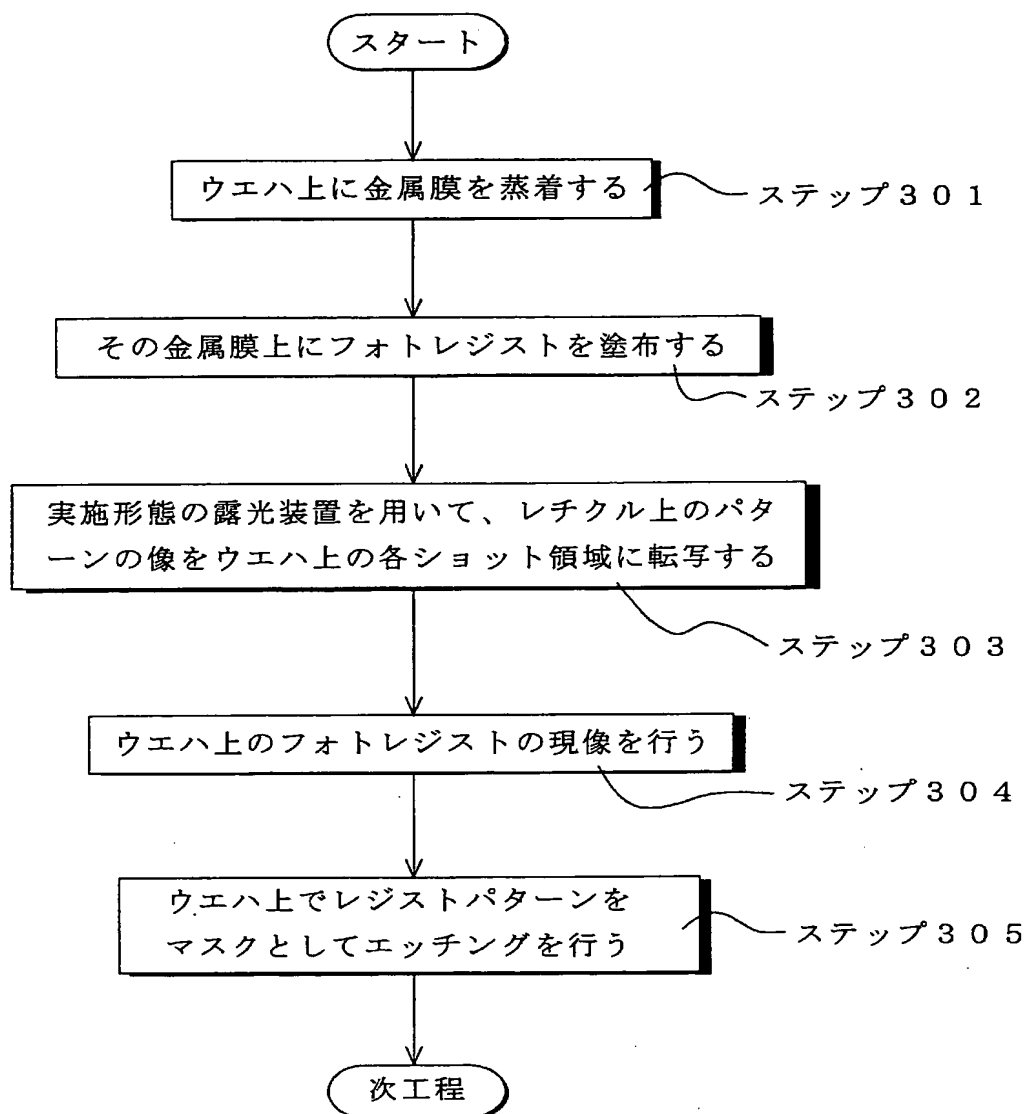 スタート
ウエハ上に金属膜を蒸着する
ステップ３０１
その金属膜上にフォトレジストを塗布する
ステップ３０２
実施形態の露光装置を用いて、レチクル上のパタ
ーンの像をウエハ上の各ショット領域に転写する
ステップ３０３
ウエハ上のフォトレジストの現像を行う
ステップ３０４
ウエハ上でレジストパターンを
マスクとしてエッチングを行う
ステップ３０５
次工程